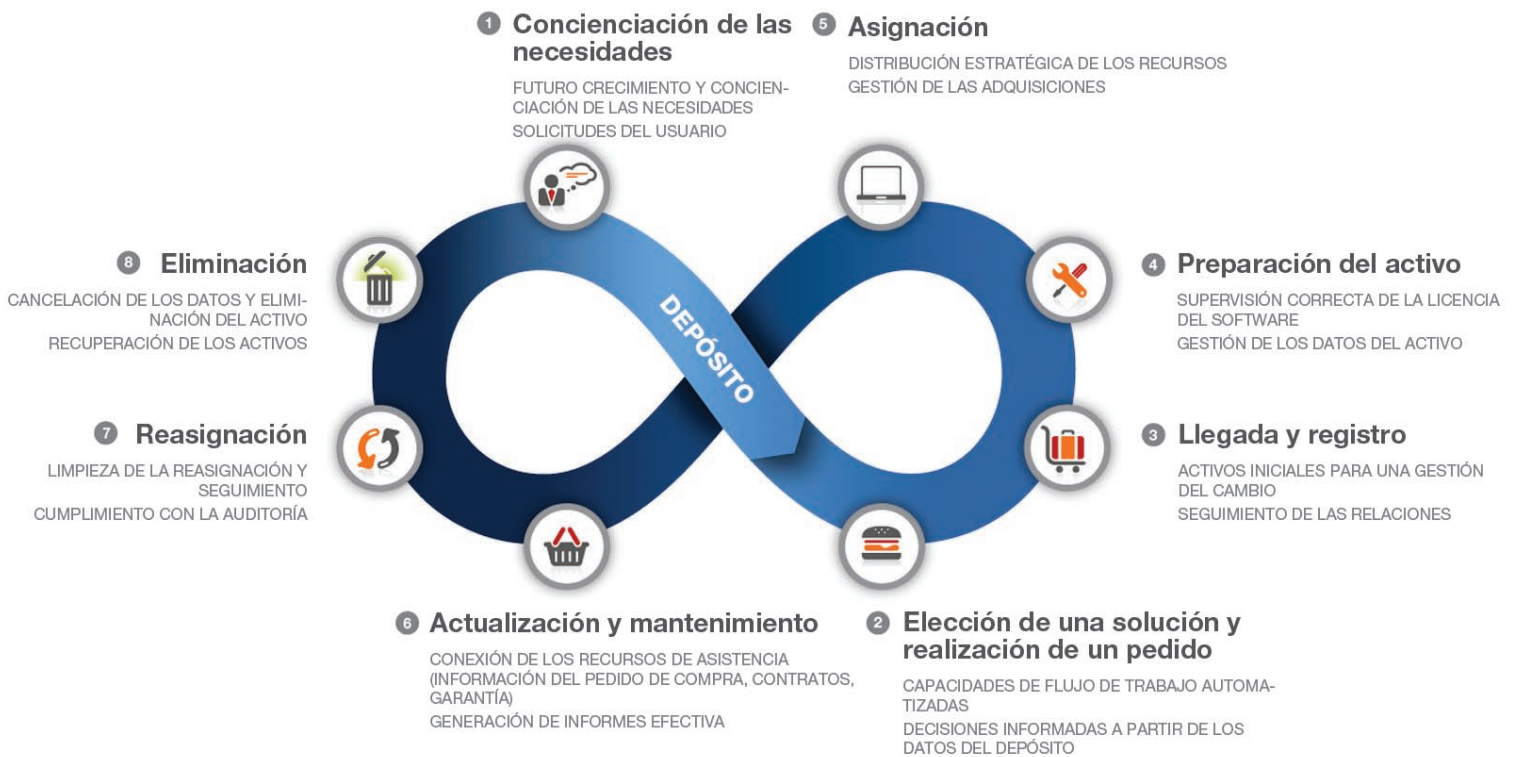 1 Concienciación de las
necesidades
FUTURO CRECIMIENTO Y CONCIEN-
CIACIÓN DE LAS NECESIDADES
SOLICITUDES DEL USUARIO
5 Asignación
DISTRIBUCIÓN ESTRATÉGICA DE LOS RECURSOS
GESTIÓN DE LAS ADQUISICIONES
8 Eliminación
CANCELACIÓN DE LOS DATOS Y ELIMI-
NACIÓN DEL ACTIVO
RECUPERACIÓN DE LOS ACTIVOS
DEPÓSITO
4 Preparación del activo
SUPERVISIÓN CORRECTA DE LA LICENCIA
DEL SOFTWARE
GESTIÓN DE LOS DATOS DEL ACTIVO
7 Reasignación
LIMPIEZA DE LA REASIGNACIÓN Y
SEGUIMIENTO
CUMPLIMIENTO CON LA AUDITORÍA
3 Llegada y registro
ACTIVOS INICIALES PARA UNA GESTIÓN
DEL CAMBIO
SEGUIMIENTO DE LAS RELACIONES
6 Actualización y mantenimiento
CONEXIÓN DE LOS RECURSOS DE ASISTENCIA
(INFORMACIÓN DEL PEDIDO DE COMPRA, CONTRATOS,
GARANTÍA)
GENERACIÓN DE INFORMES EFECTIVA
2 Elección de una solución y
realización de un pedido
CAPACIDADES DE FLUJO DE TRABAJO AUTOMA-
TIZADAS
DECISIONES INFORMADAS A PARTIR DE LOS
DATOS DEL DEPÓSITO